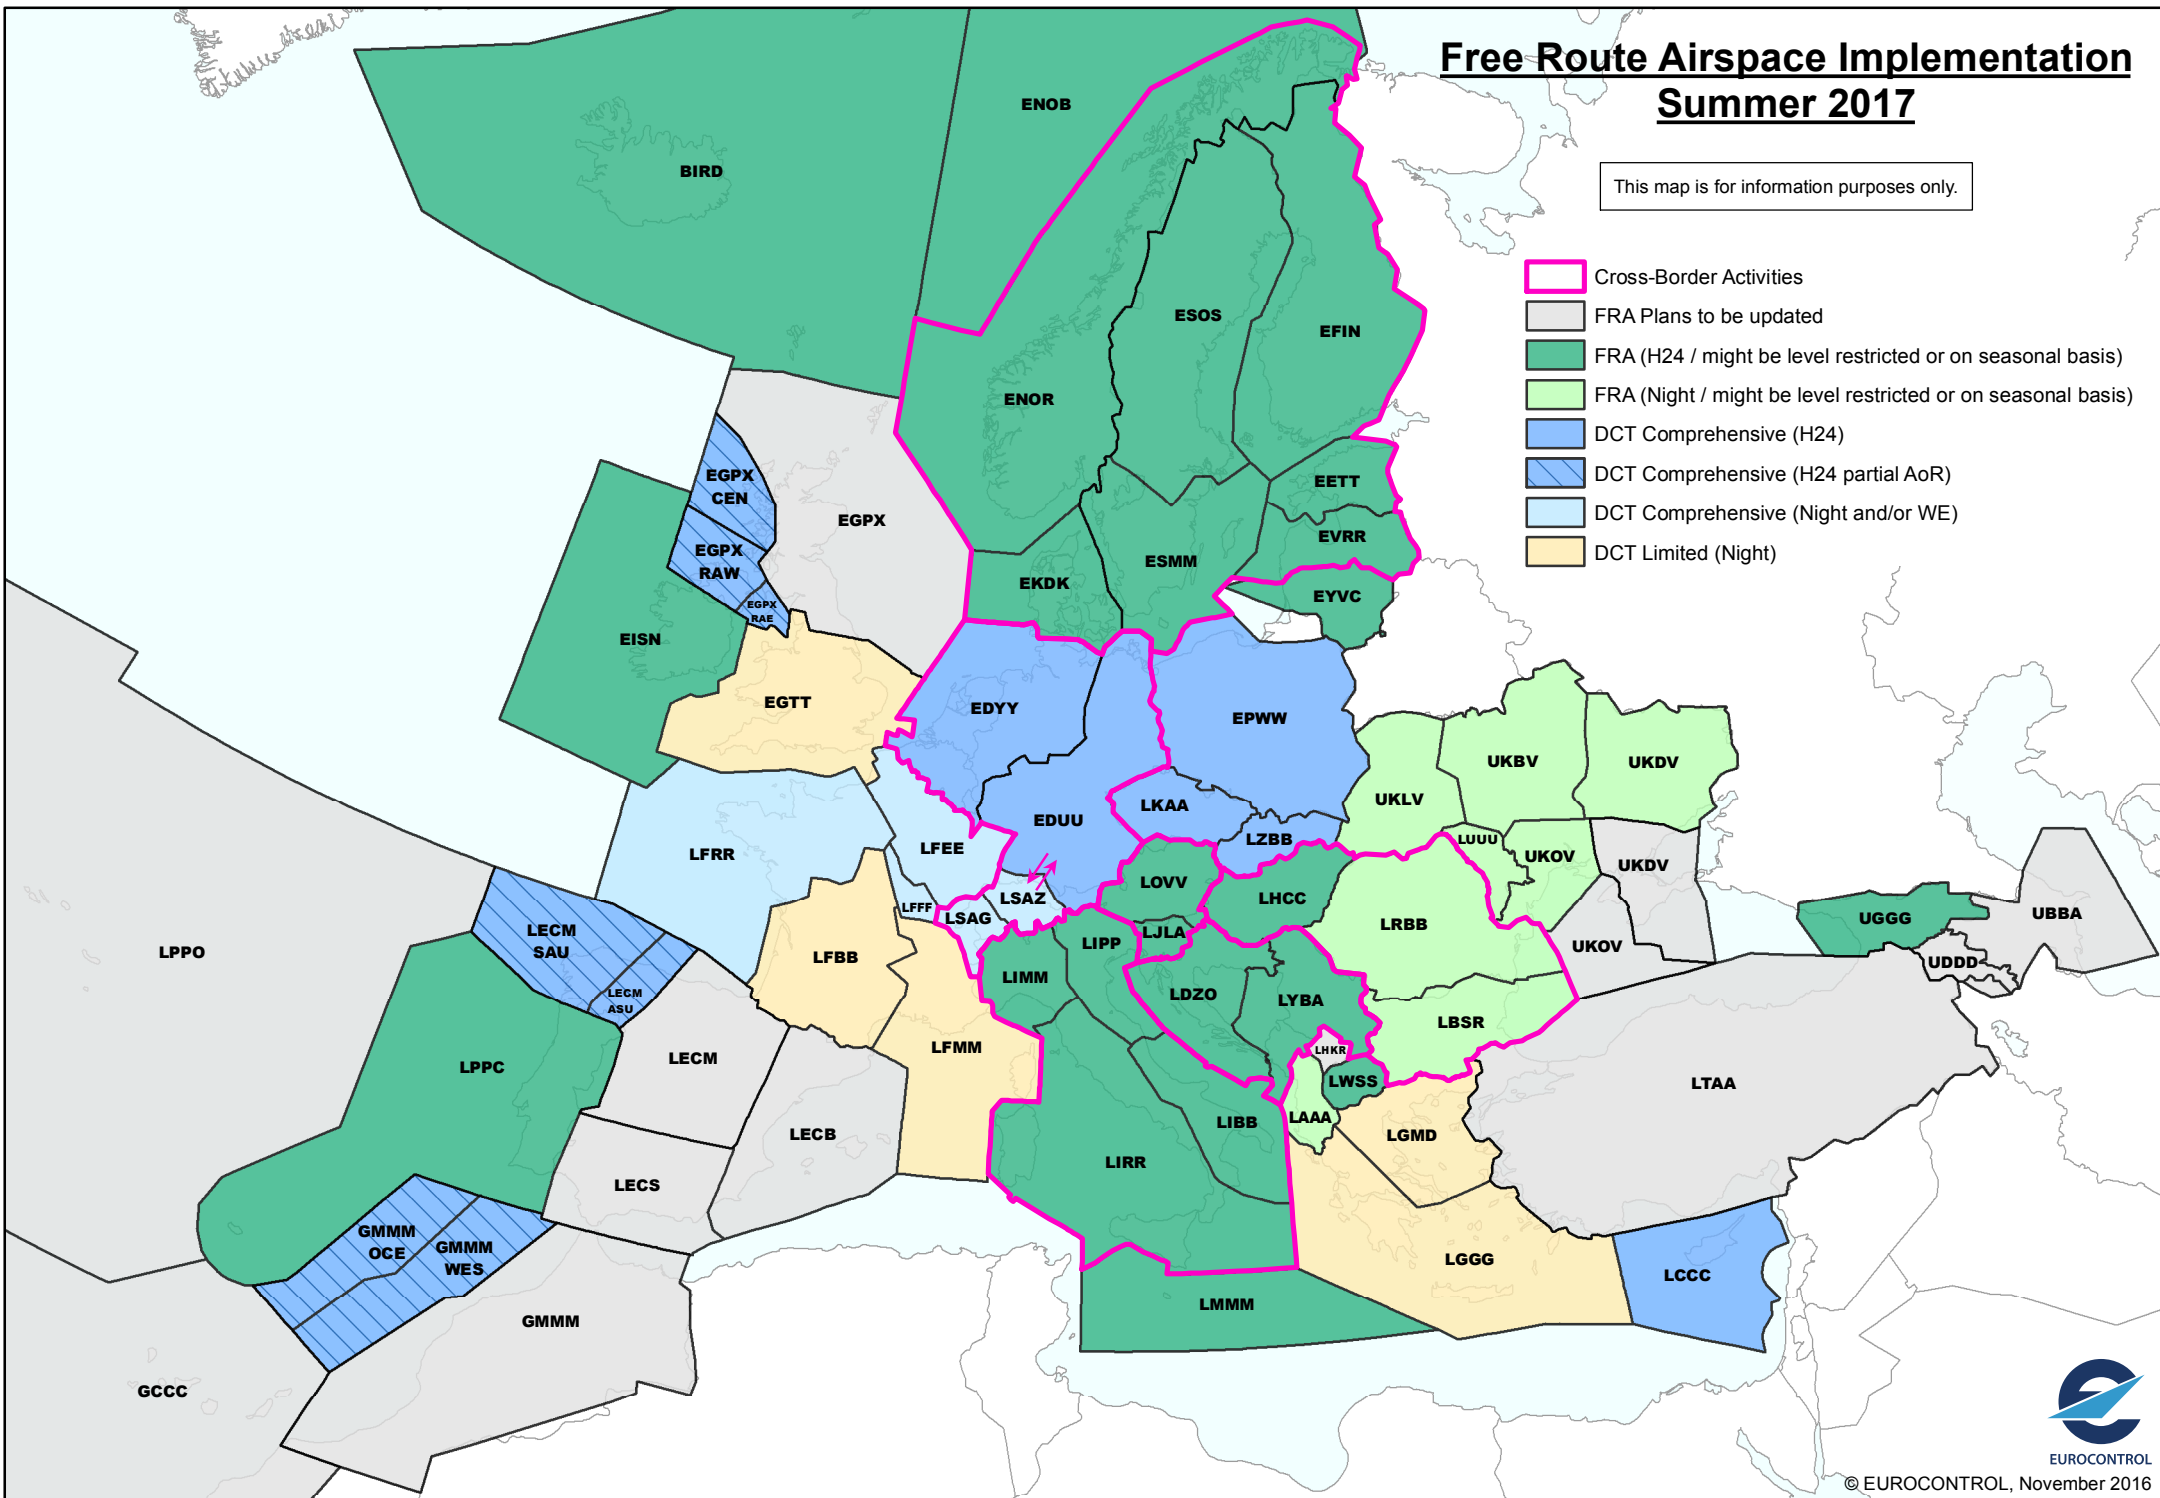 Free Route Airspace Implementation
Summer 2017
This map is for information purposes only.
Cross-Border Activities
FRA Plans to be updated
FRA (H24 / might be level restricted or on seasonal basis)
FRA (Night / might be level restricted or on seasonal basis)
DCT Comprehensive (H24)
DCT Comprehensive (H24 partial AoR)
DCT Comprehensive (Night and/or WE)
DCT Limited (Night)
ENOB
BIRD
ESOS
EFIN
ENOR
EGPX
CEN
EETT
EGPX
EVRR
EGPX
RAW
ESMM
EKDK
EYVC
EGPX
RAE
EISN
EGTT
EDYY
EPWW
UKBV
UKDV
UKLV
LKAA
EDUU
LZBB
LUUU
LFRR
LFEE
UKOV
UKDV
LOVV
LSAZ
LHCC
LFFF
LSAG
UGGG
UBBA
LRBB
LECM
SAU
LJLA
LIPP
UKOV
LPPO
LFBB
UDDD
LIMM
LECM
ASU
LDZO
LYBA
LBSR
LFMM
LHKR
LECM
LPPC
LWSS
LTAA
LAAA
LIBB
LECB
LGMD
LIRR
LECS
GMMM
OCE
GMMM
WES
LGGG
LCCC
LMMM
GMMM
GCCC
EUROCONTROL
© EUROCONTROL, November 2016